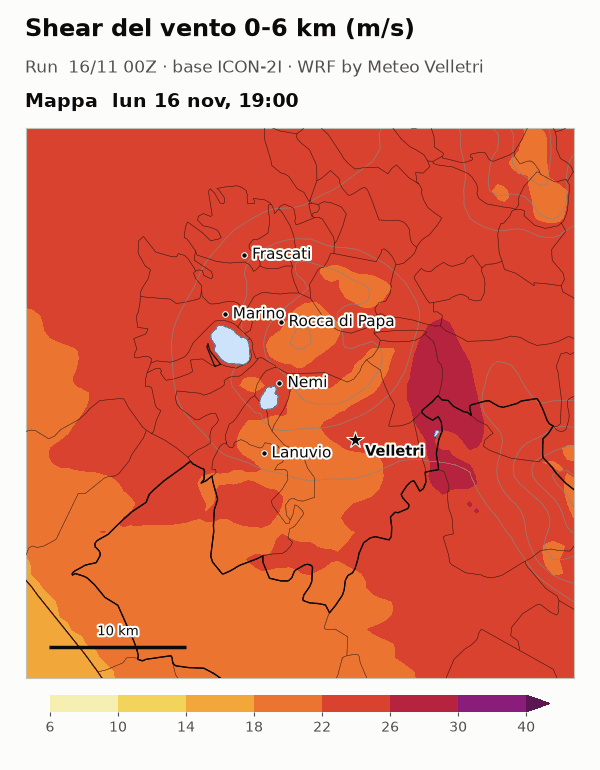 Shear del vento 0-6 km (m/s)
Run  16/11 00Z · base ICON-2I · WRF by Meteo Velletri
Mappa  lun 16 nov, 19:00
Frascati
Marino
Rocca di Papa
Nemi
Velletri
Lanuvio
10 km
6 10 14 18 22 26 30 40